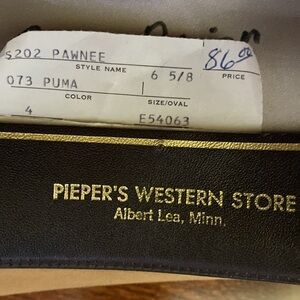 5202 PAWNEE 86.00
STYLE NAME PRICE
073 PUMA 6 5/8
COLOR SIZE/OVAL
4 E54063
PIEPER'S WESTERN STORE
Albert Lea, Minn.